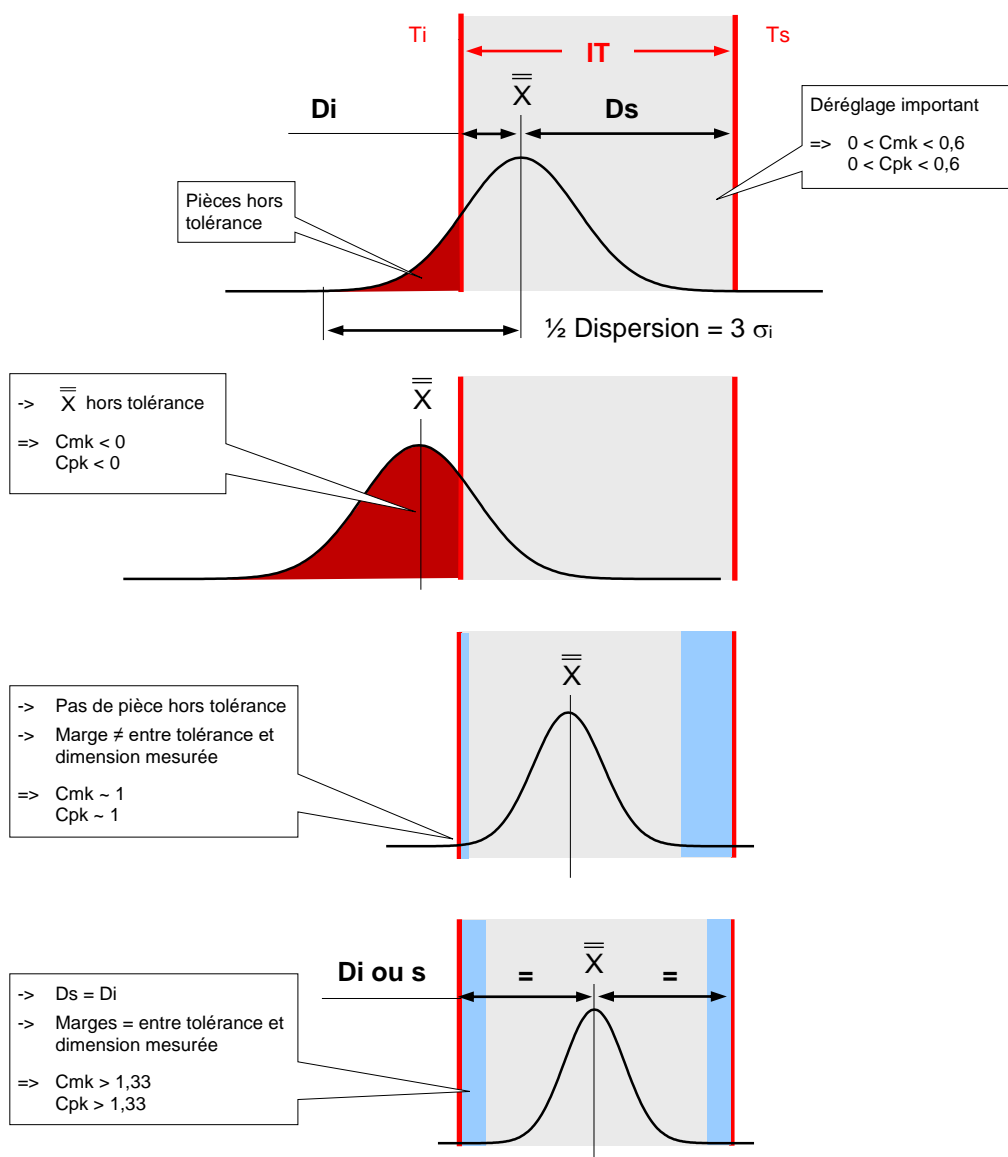 Ti
IT
Ts
X
Di
Ds
Déréglage important
=> 0 < Cmk < 0,6
0 < Cpk < 0,6
Pièces hors
tolérance
½ Dispersion = 3 σi
-> X hors tolérance
=> Cmk < 0
Cpk < 0
X
X
-> Pas de pièce hors tolérance
-> Marge ≠ entre tolérance et
dimension mesurée
=> Cmk ~ 1
Cpk ~ 1
Di ou s
=
X
=
-> Ds = Di
-> Marges = entre tolérance et
dimension mesurée
=> Cmk > 1,33
Cpk > 1,33